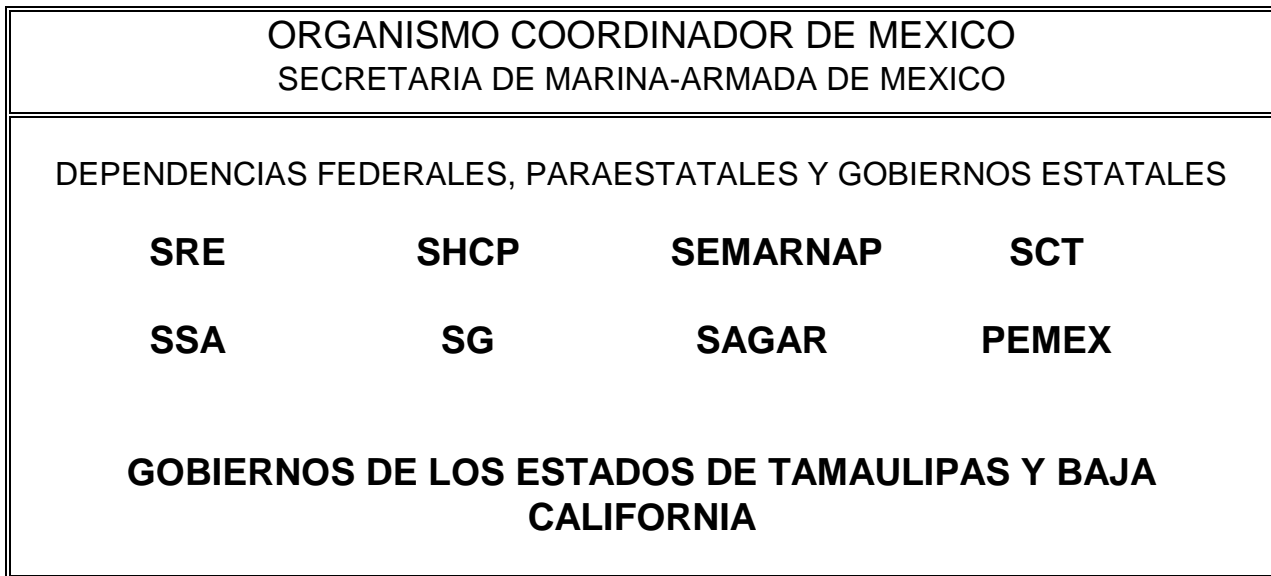 ORGANISMO COORDINADOR DE MEXICO
SECRETARIA DE MARINA-ARMADA DE MEXICO
DEPENDENCIAS FEDERALES, PARAESTATALES Y GOBIERNOS ESTATALES
SRE SHCP SEMARNAP SCT
SSA SG SAGAR PEMEX
GOBIERNOS DE LOS ESTADOS DE TAMAULIPAS Y BAJA
CALIFORNIA